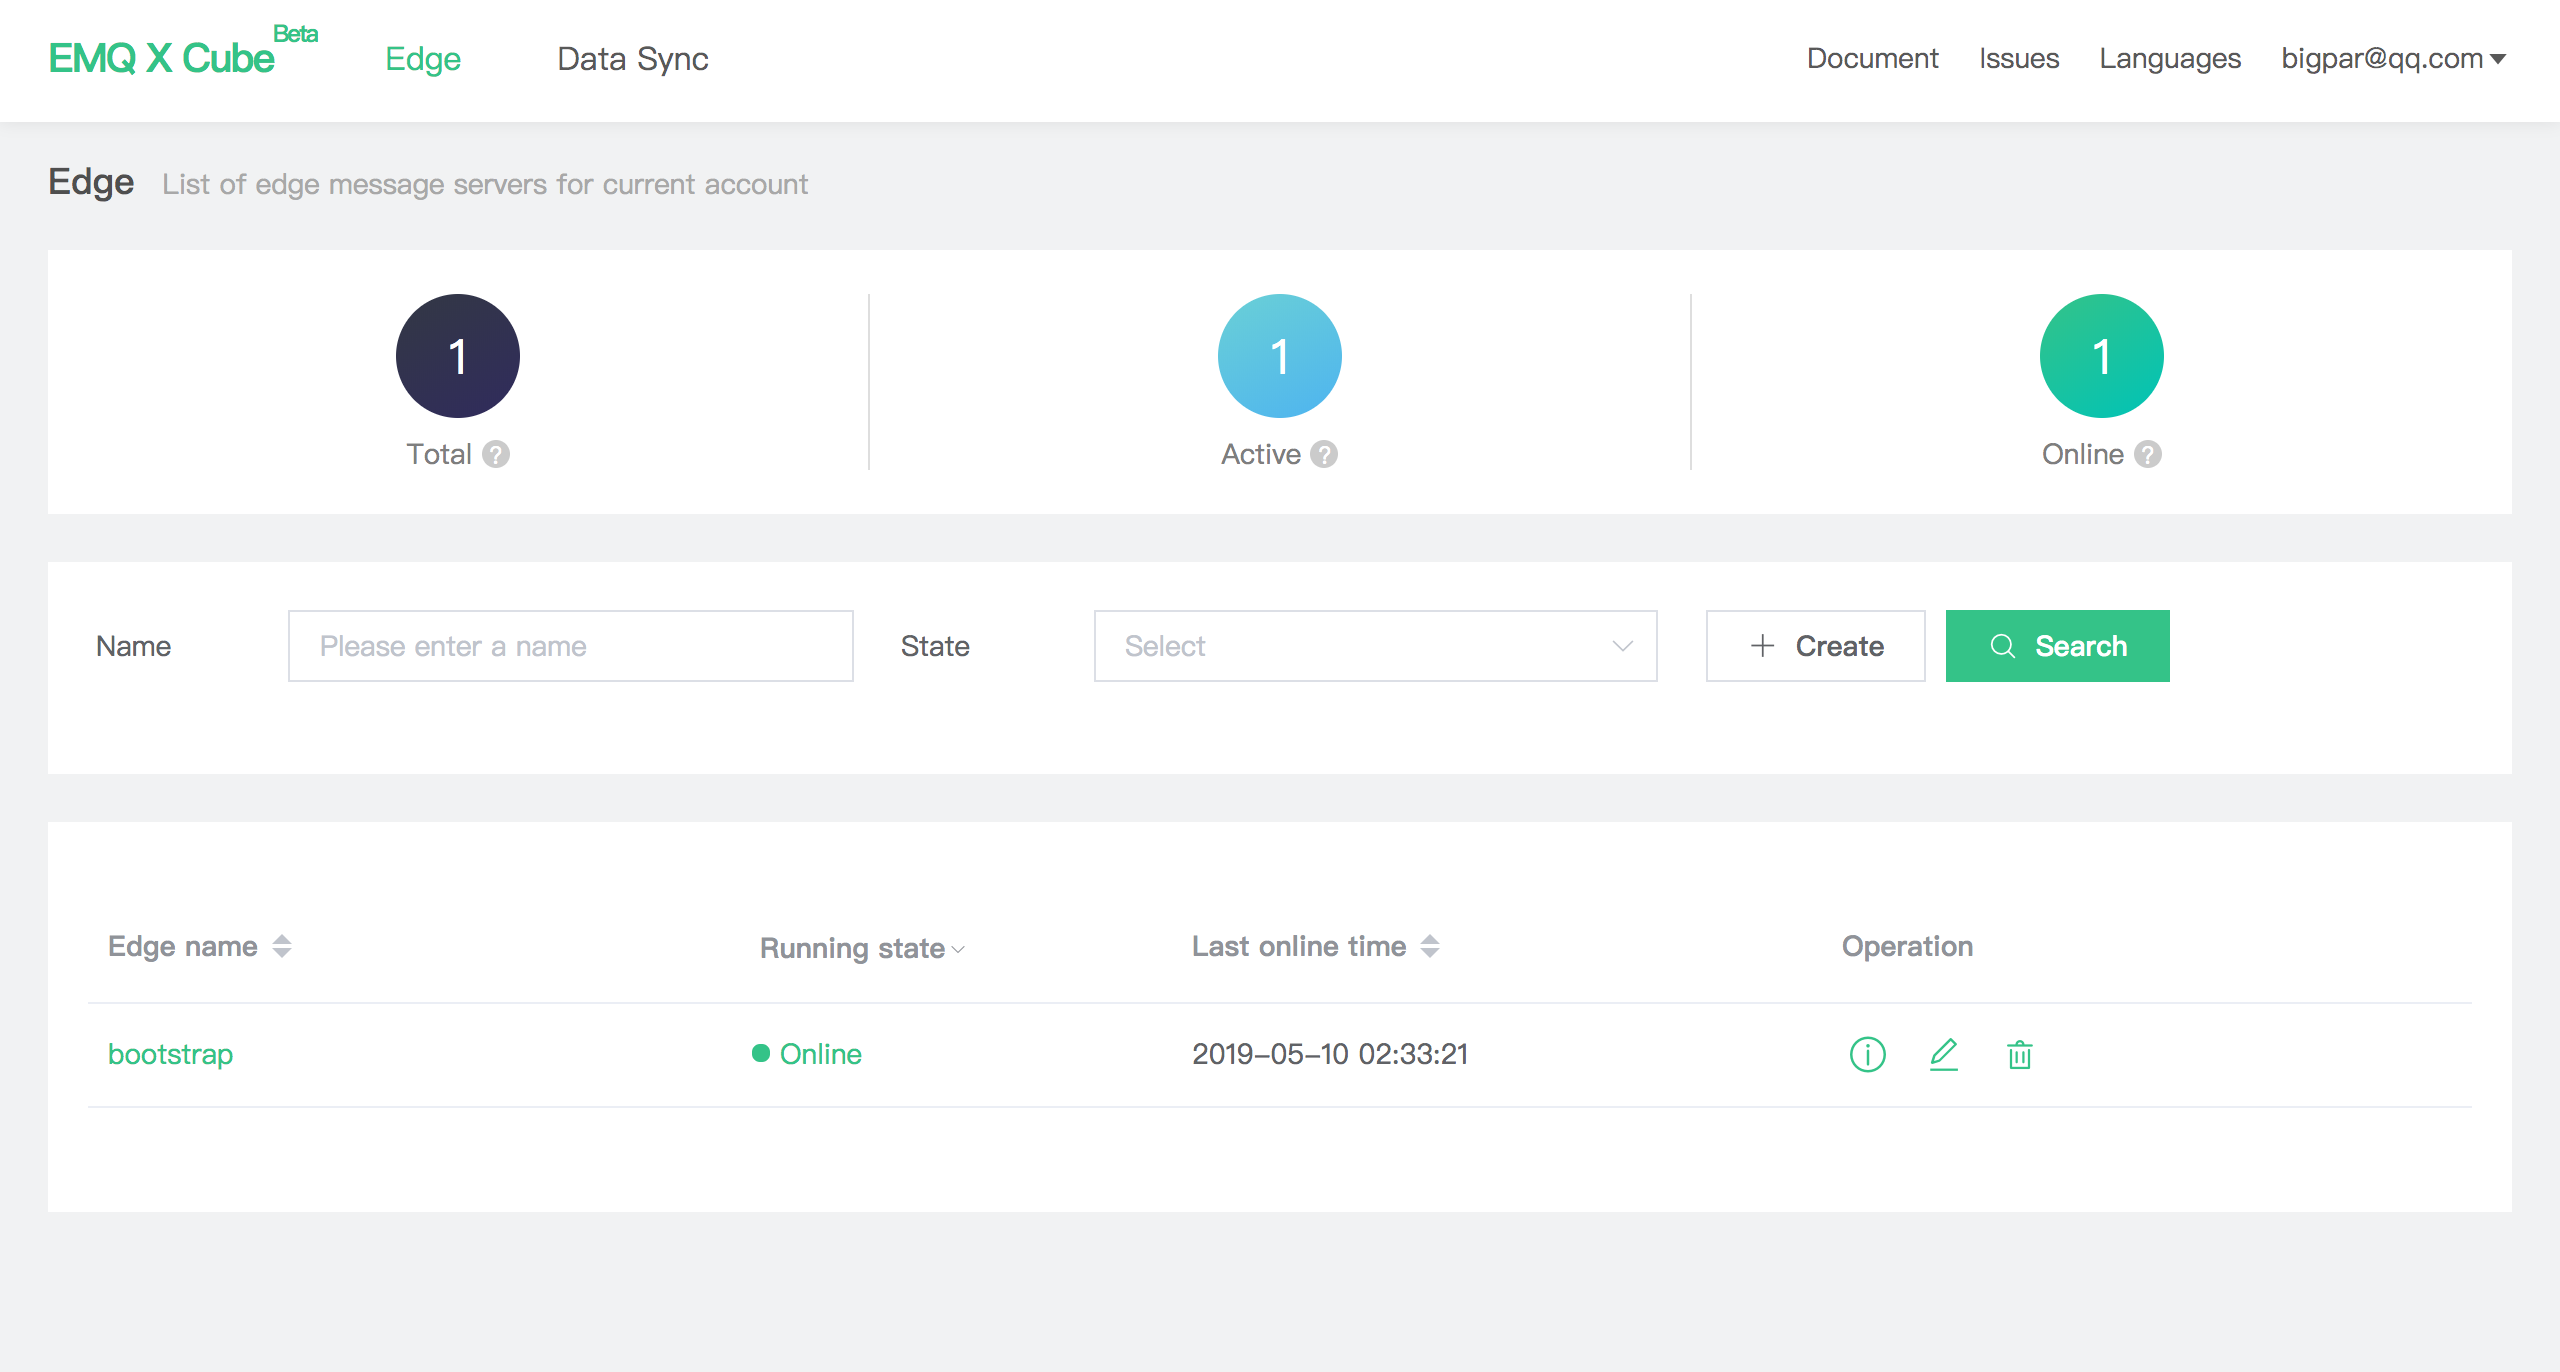 EMQ X Cube Beta Edge Data Sync Document Issues Languages bigpar@qq.com
Edge List of edge message servers for current account
1 1 1
Total ? Active ? Online ?
Name Please enter a name State Select Create Search
Edge name Running state Last online time Operation
bootstrap Online 2019-05-10 02:33:21